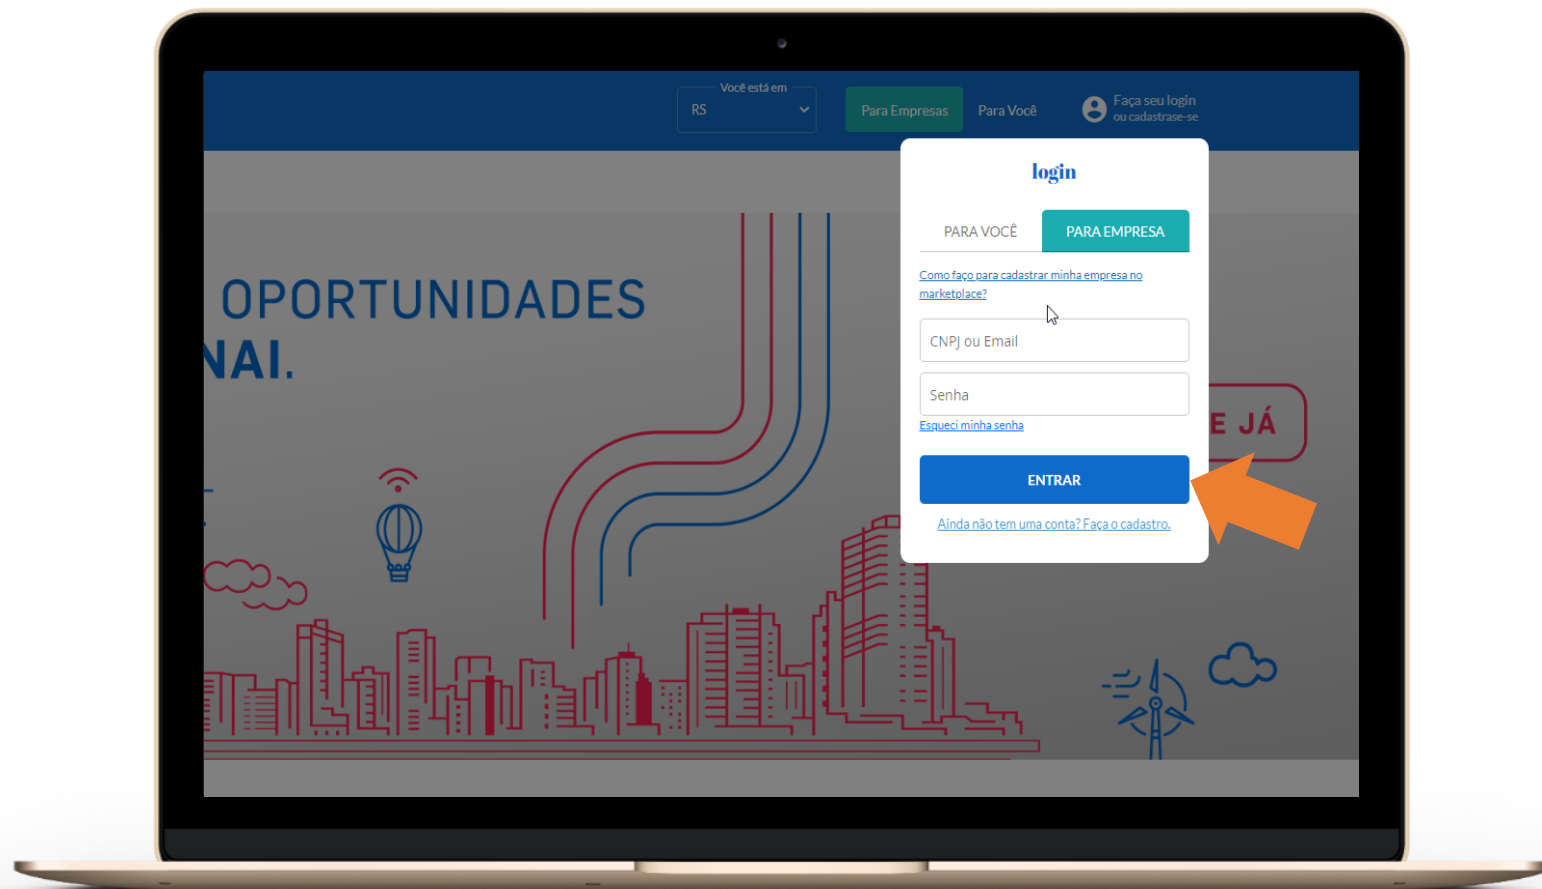 Você está em
RS
Para Empresas
Para Você
Faça seu login
ou cadastrase-se
login
PARA VOCÊ
PARA EMPRESA
Como faço para cadastrar minha empresa no
marketplace?
CNPJ ou Email
Senha
Esqueci minha senha
ENTRAR
Ainda não tem uma conta? Faça o cadastro.
OPORTUNIDADES
NAI.
E JÁ